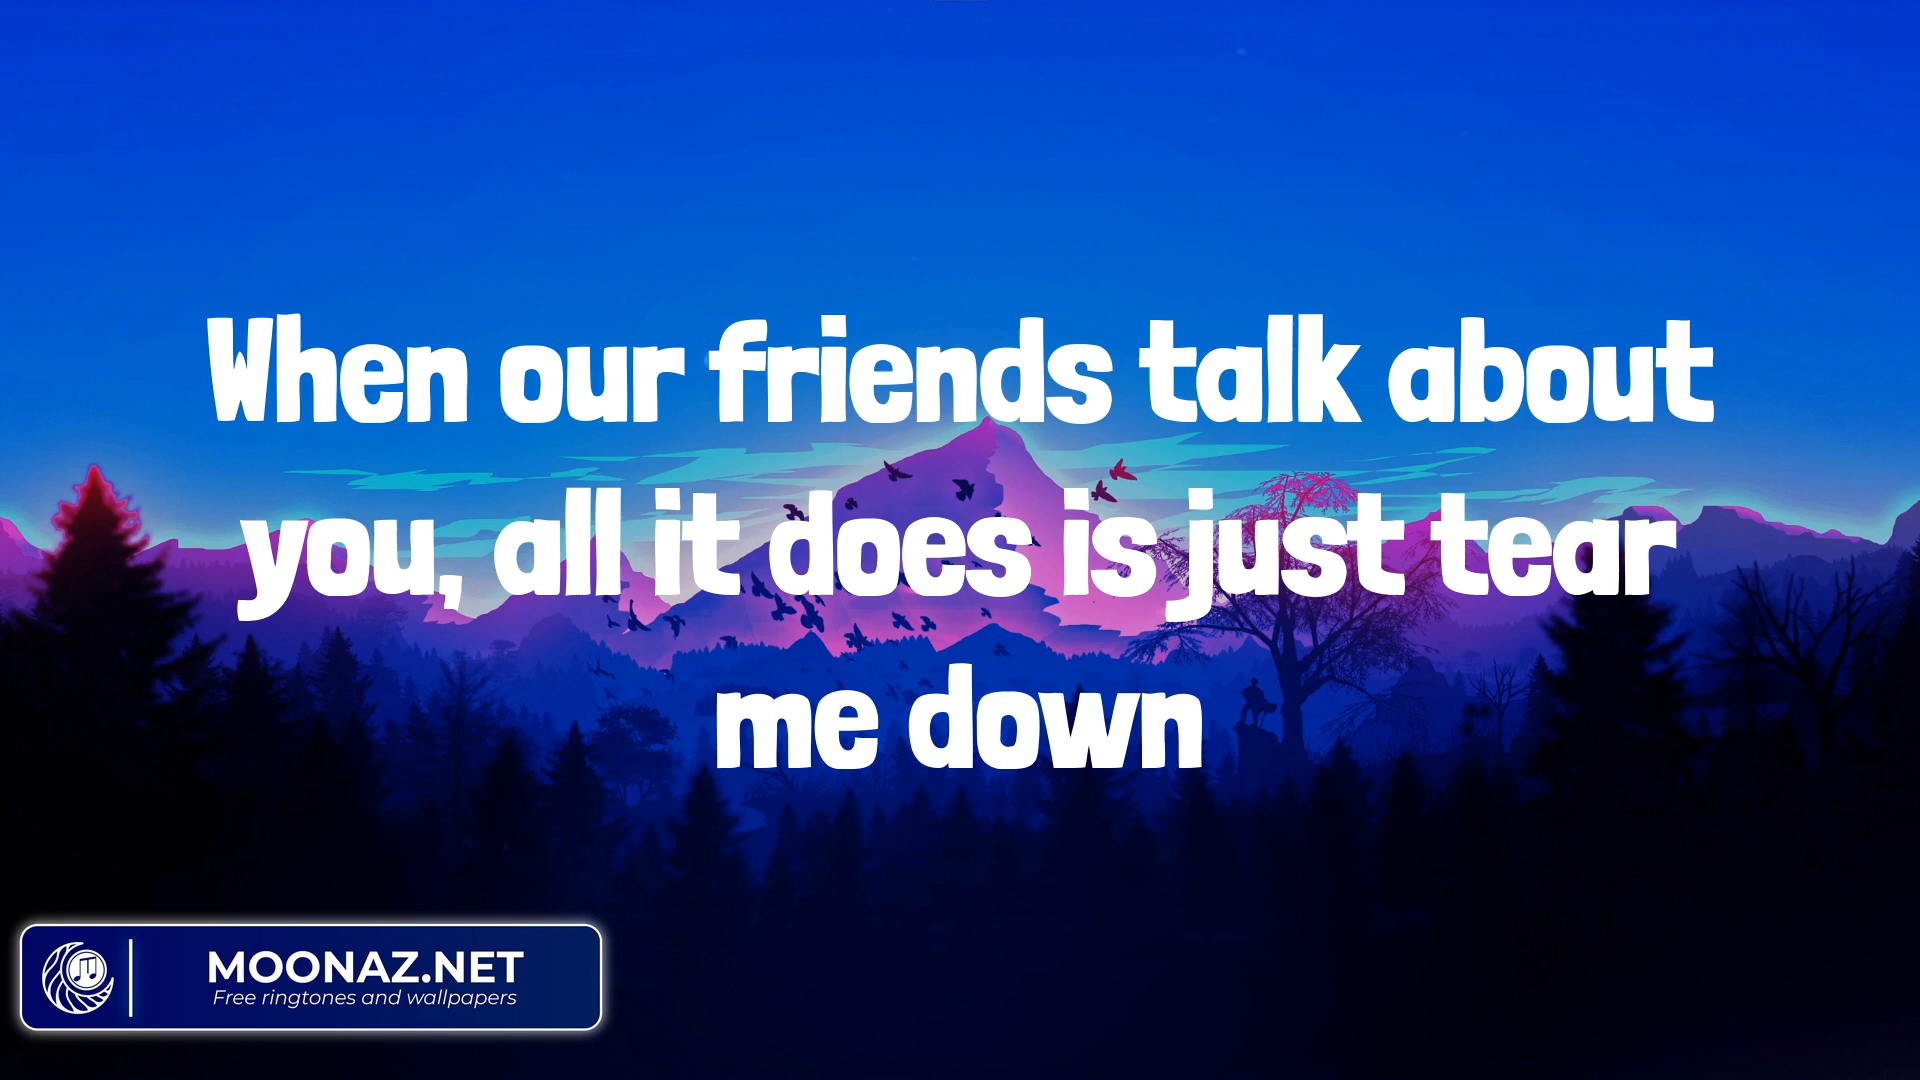 When our friends talk about
you, all it does is just tear
me down
MOONAZ.NET
Free ringtones and wallpapers